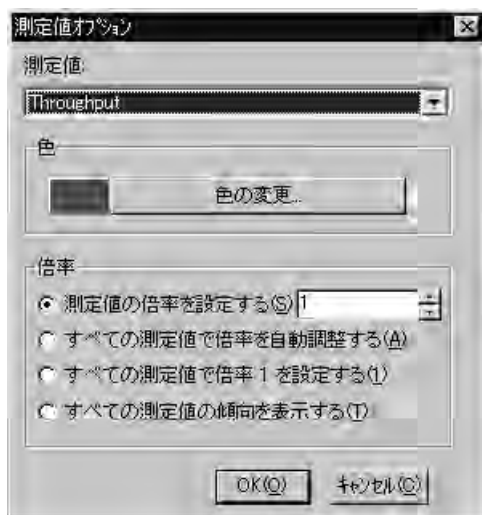 測定値オプション
測定値:
Throughput
色
色の変更...
倍率
測定値の倍率を設定する(S) 1
すべての測定値で倍率を自動調整する(A)
すべての測定値で倍率 1 を設定する(1)
すべての測定値の傾向を表示する(T)
OK(O) キャンセル(C)